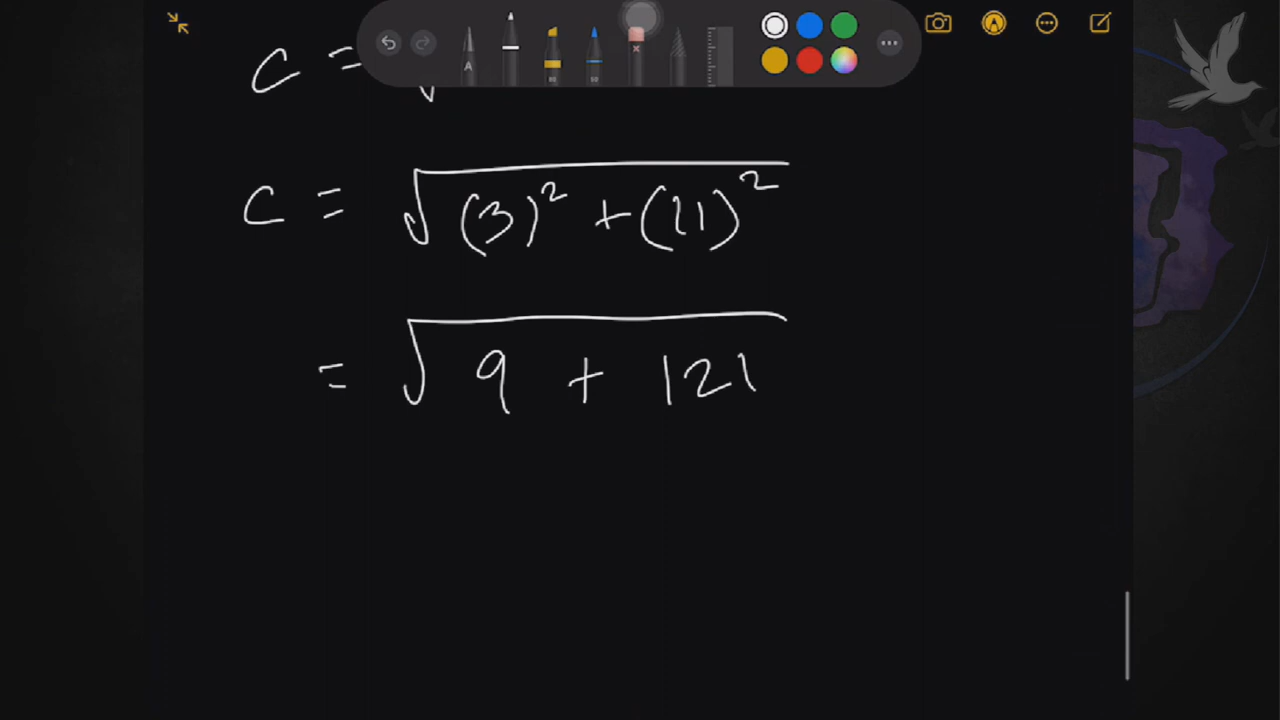 C = √
C = √(3)² + (11)²
= √9 + 121